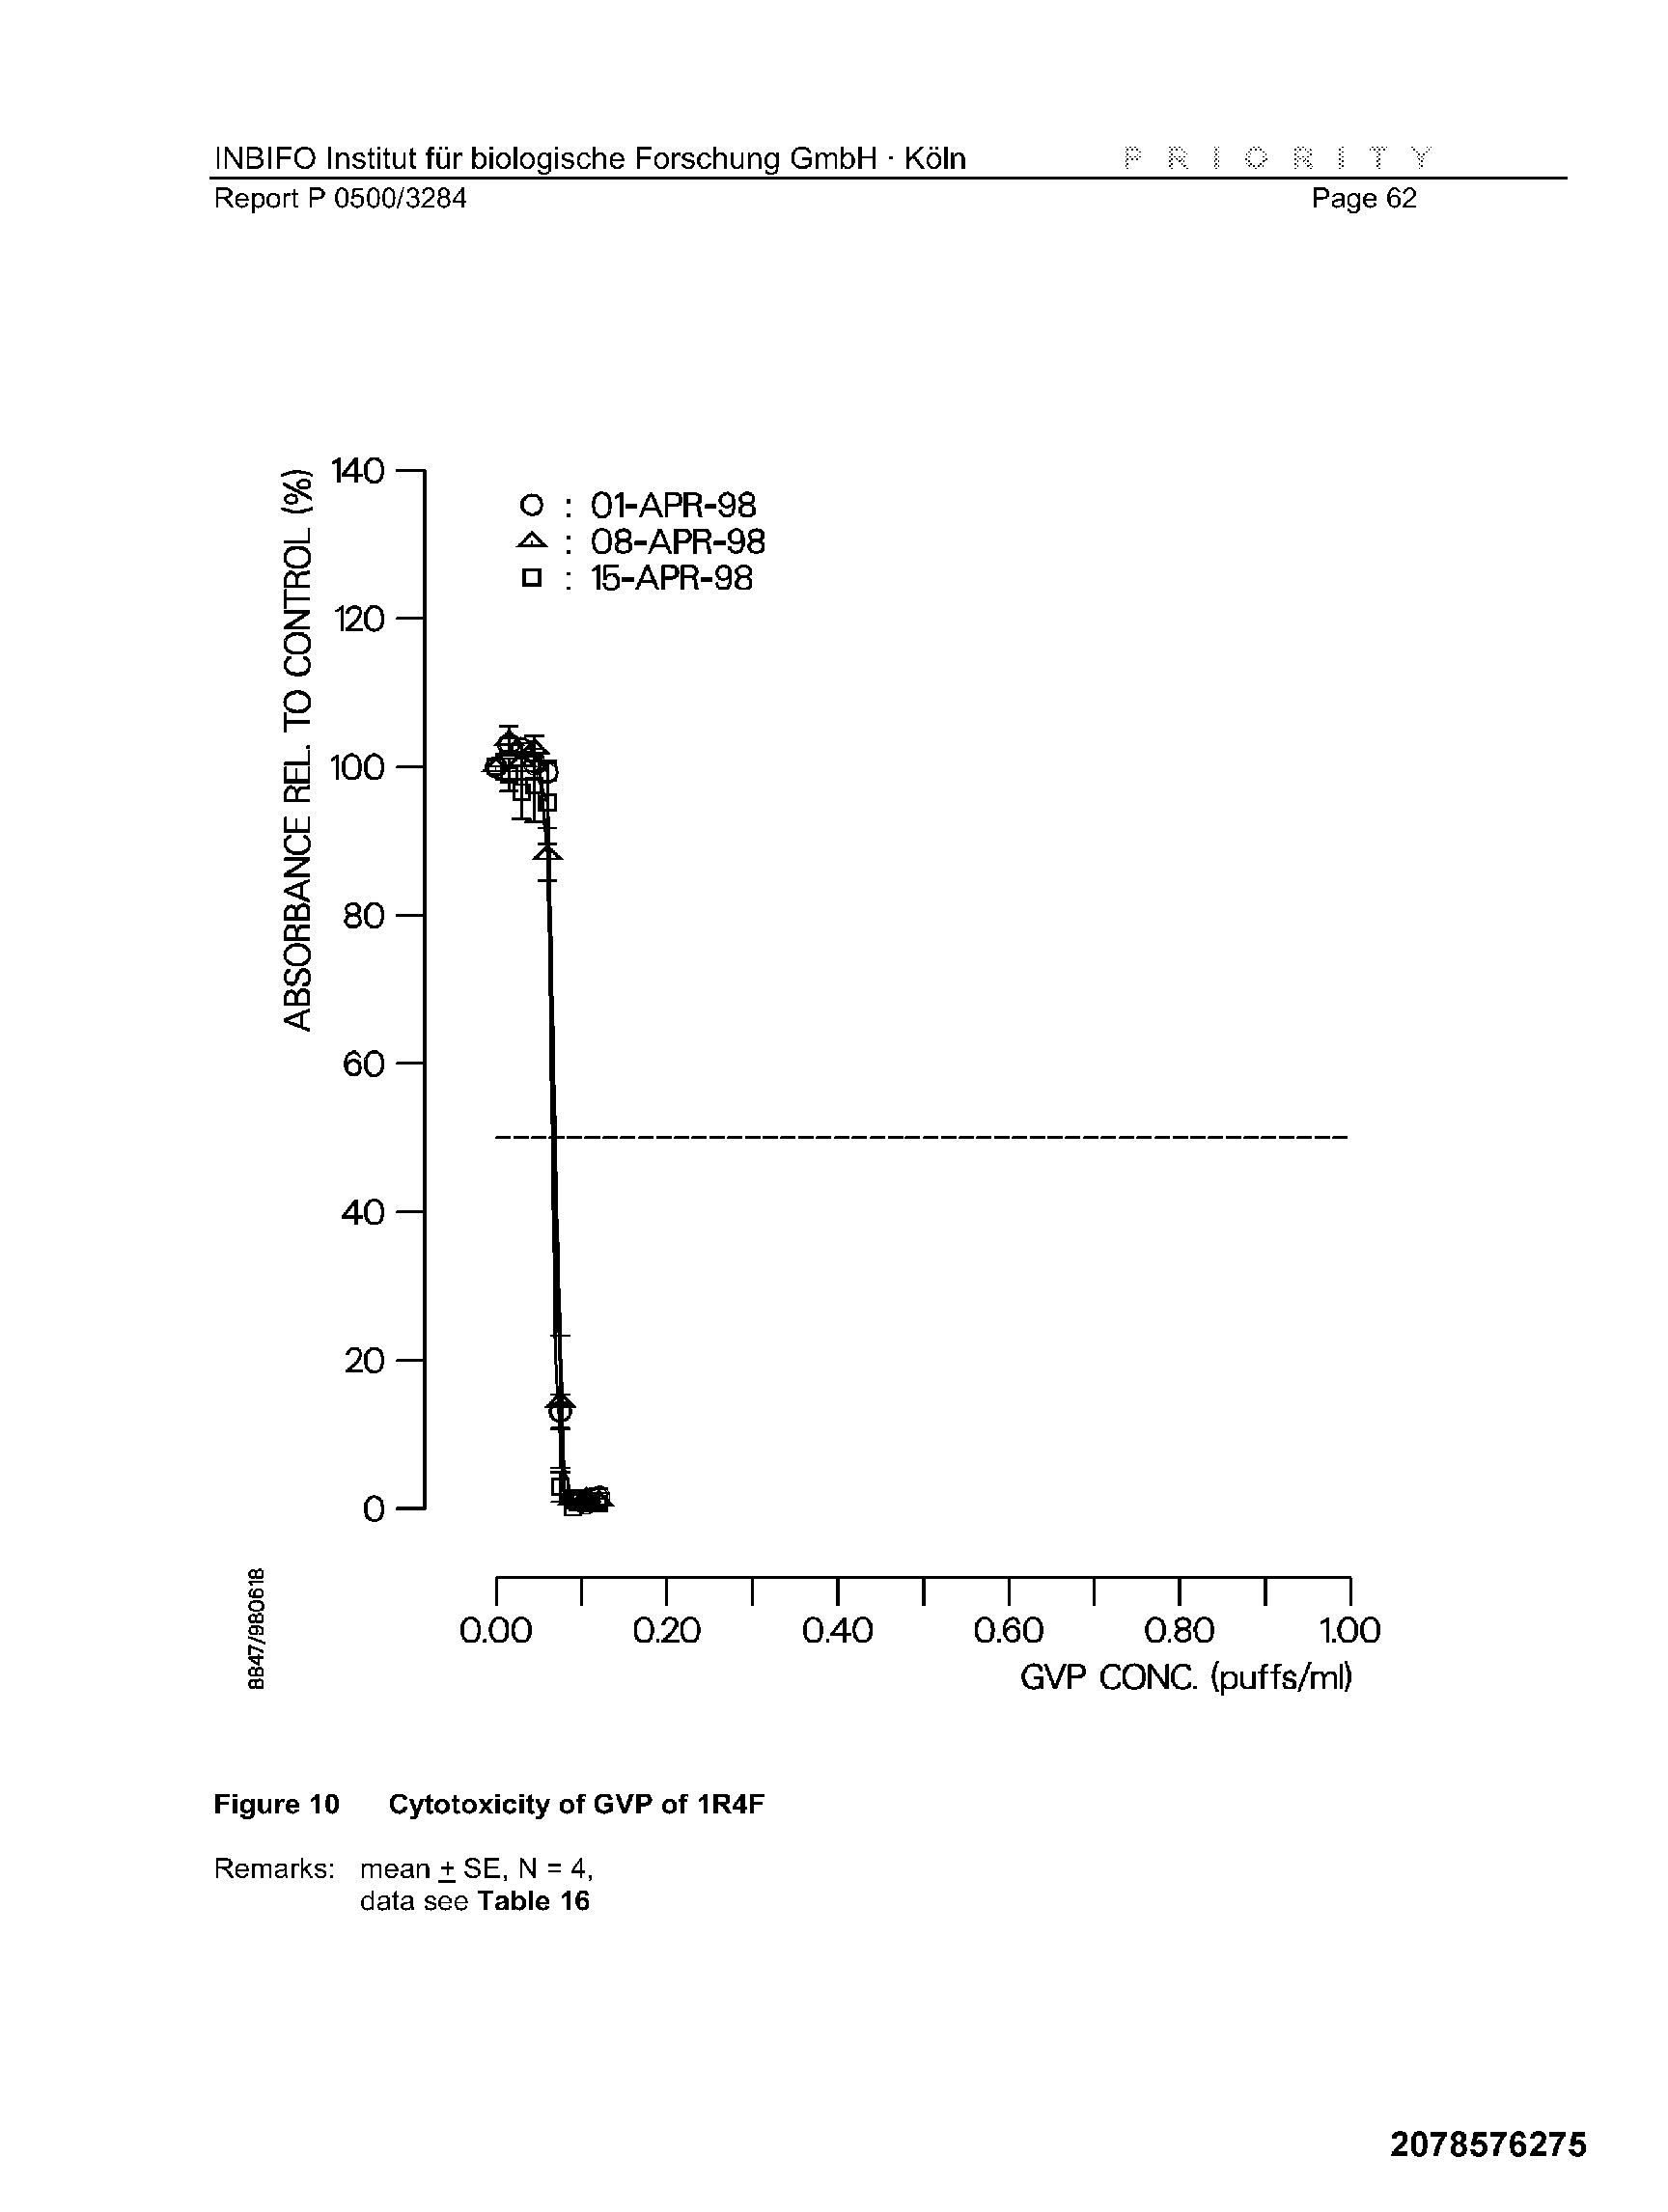 INBIFO Institut für biologische Forschung GmbH · Köln PRIORITY
Report P 0500/3284 Page 62
ABSORBANCE REL. TO CONTROL (%)
140
120
100
80
60
40
20
0
: 01-APR-98
: 08-APR-98
: 15-APR-98
0.00 0.20 0.40 0.60 0.80 1.00
GVP CONC. (puffs/ml)
8847/980618
Figure 10 Cytotoxicity of GVP of 1R4F
Remarks: mean ± SE, N = 4,
data see Table 16
2078576275